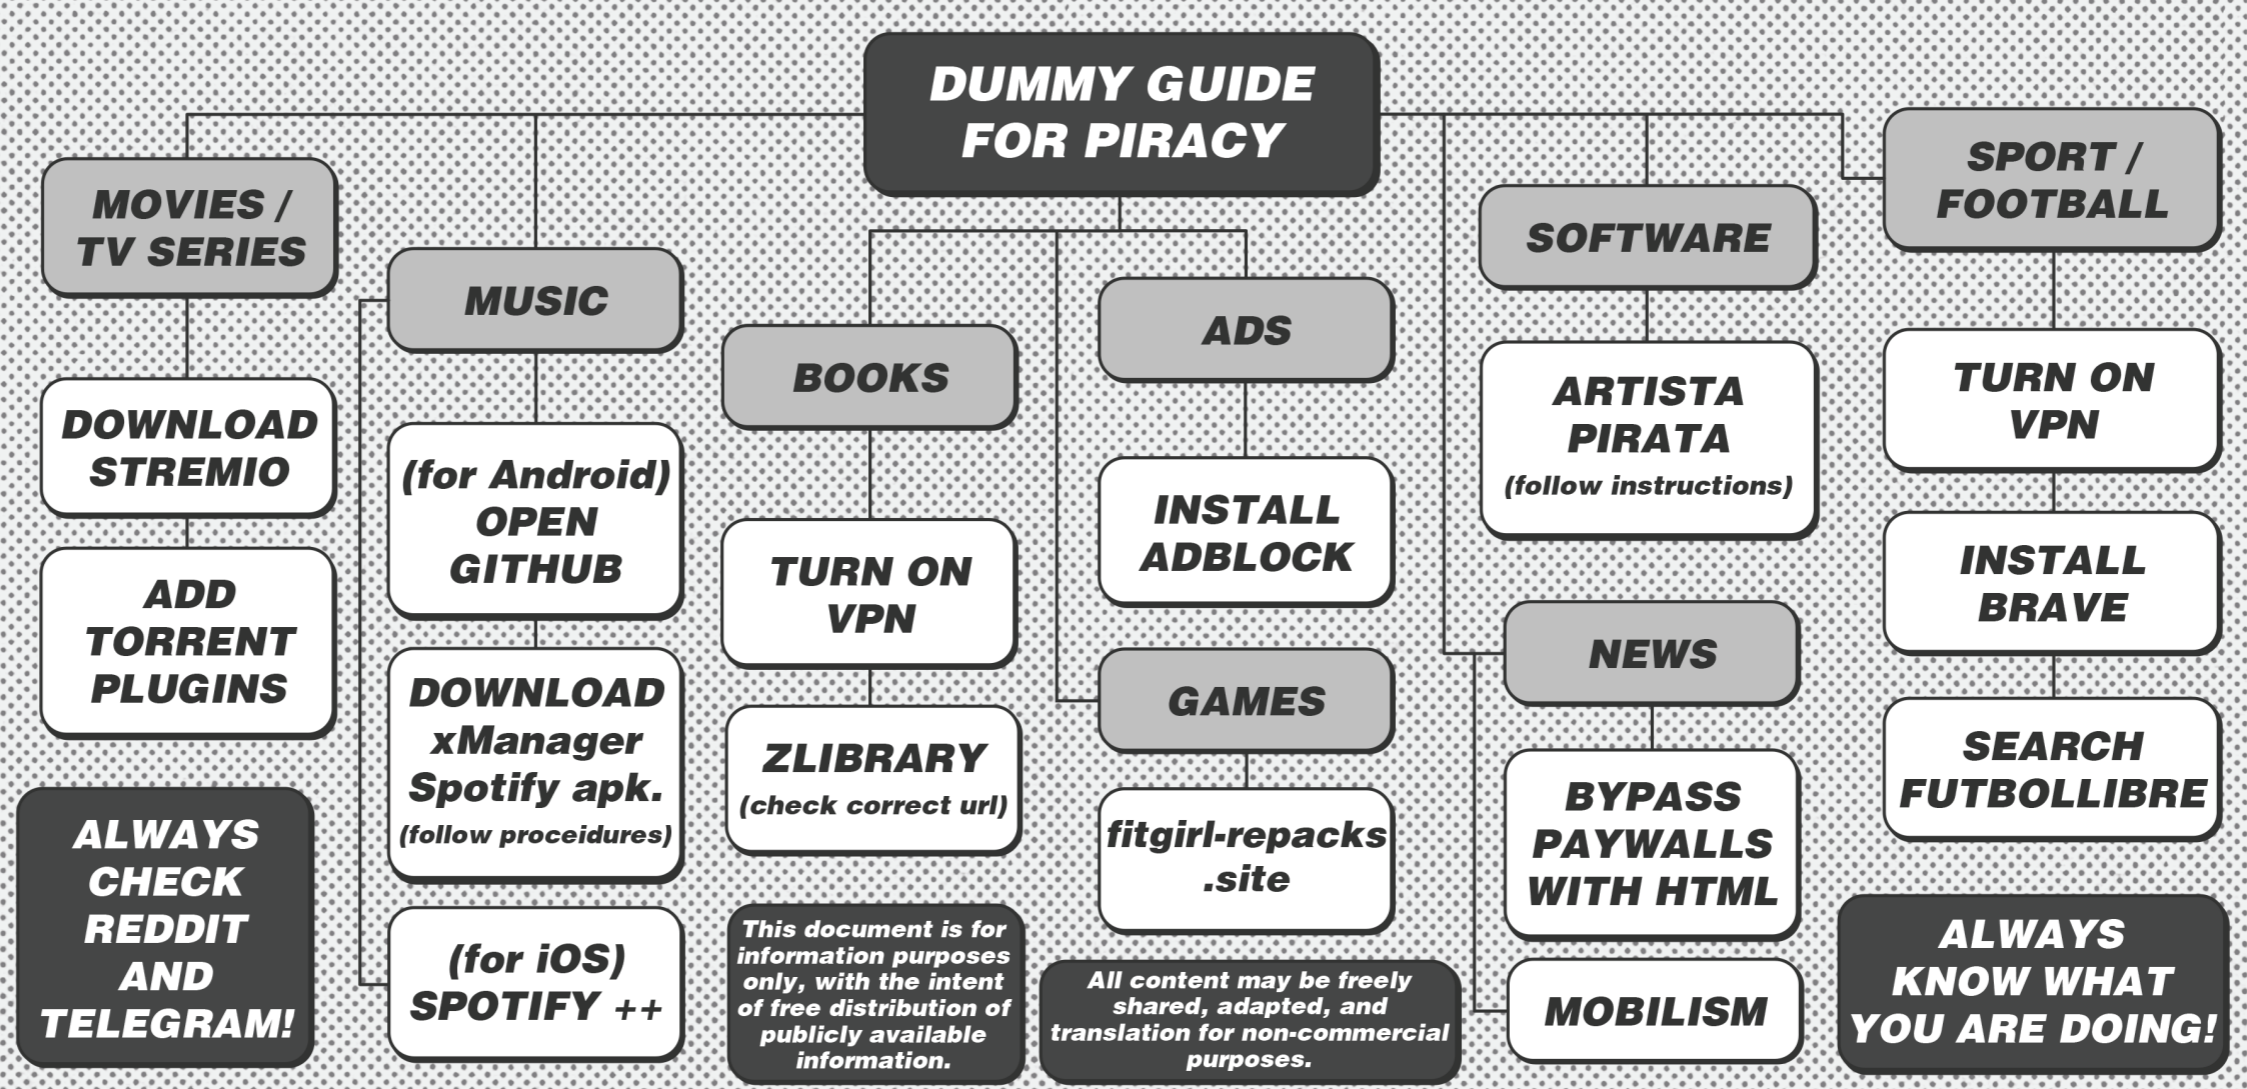 DUMMY GUIDE
FOR PIRACY
MOVIES /
TV SERIES
DOWNLOAD
STREMIO
ADD
TORRENT
PLUGINS
ALWAYS
CHECK
REDDIT
AND
TELEGRAM!
MUSIC
(for Android)
OPEN
GITHUB
DOWNLOAD
xManager
Spotify apk.
(follow proceidures)
(for iOS)
SPOTIFY ++
BOOKS
TURN ON
VPN
ZLIBRARY
(check correct url)
This document is for
information purposes
only, with the intent
of free distribution of
publicly available
information.
ADS
INSTALL
ADBLOCK
GAMES
fitgirl-repacks
.site
All content may be freely
shared, adapted, and
translation for non-commercial
purposes.
SOFTWARE
ARTISTA
PIRATA
(follow instructions)
NEWS
BYPASS
PAYWALLS
WITH HTML
MOBILISM
SPORT /
FOOTBALL
TURN ON
VPN
INSTALL
BRAVE
SEARCH
FUTBOLLIBRE
ALWAYS
KNOW WHAT
YOU ARE DOING!